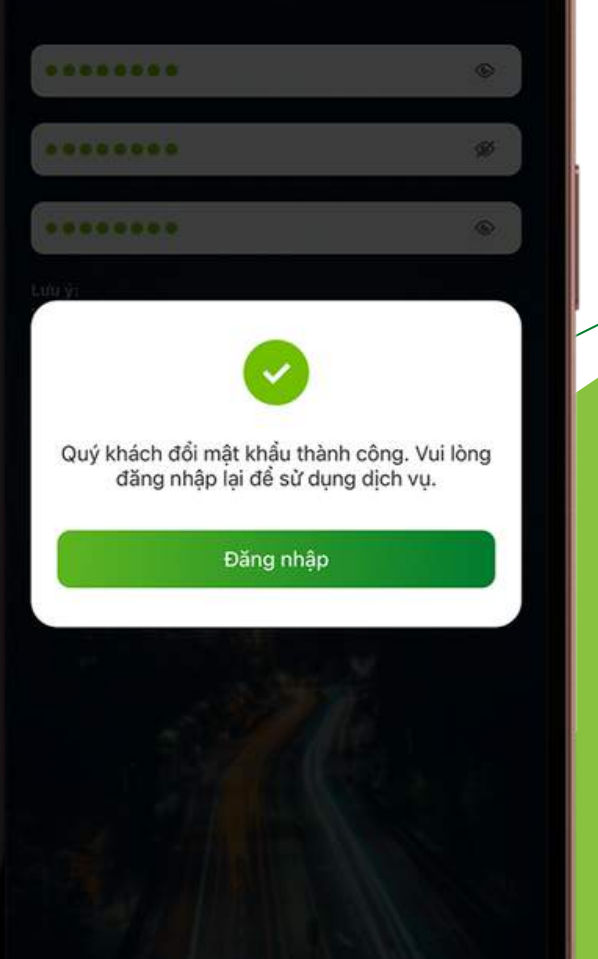 Lưu ý:
Quý khách đổi mật khẩu thành công. Vui lòng
đăng nhập lại để sử dụng dịch vụ.
Đăng nhập